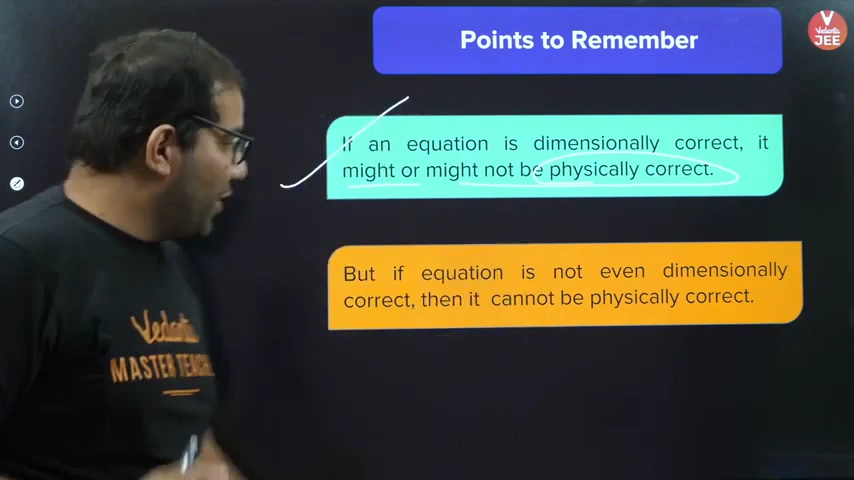 Points to Remember
Vedantu
JEE
If an equation is dimensionally correct, it
might or might not be physically correct.
But if equation is not even dimensionally
correct, then it cannot be physically correct.
Vedantu
MASTER